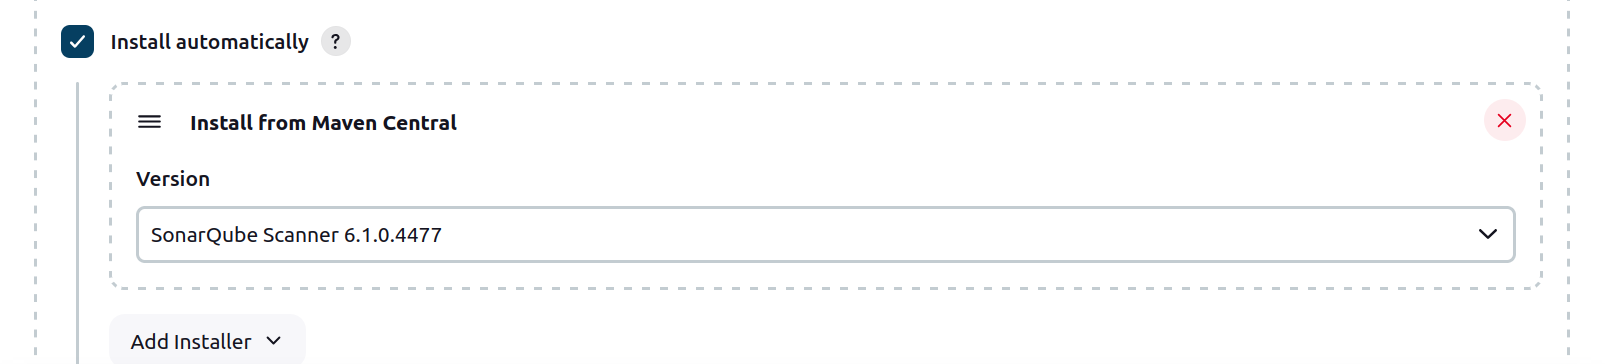 Install automatically ?
Install from Maven Central
Version
SonarQube Scanner 6.1.0.4477
Add Installer